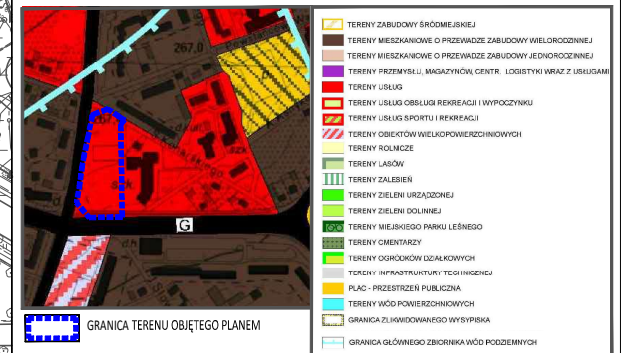 267,0
P
szk.
szk.
G
GRANICA TERENU OBJĘTEGO PLANEM
TERENY ZABUDOWY ŚRÓDMIEJSKIEJ
TERENY MIESZKANIOWE O PRZEWADZE ZABUDOWY WIELORODZINNEJ
TERENY MIESZKANIOWE O PRZEWADZE ZABUDOWY JEDNORODZINNEJ
TERENY PRZEMYSŁU, MAGAZYNÓW, CENTR. LOGISTYKI WRAZ Z USŁUGAMI
TERENY USŁUG
TERENY USŁUG OBSŁUGI REKREACJI I WYPOCZYNKU
TERENY USŁUG SPORTU I REKREACJI
TERENY OBIEKTÓW WIELKOPOWIERZCHNIOWYCH
TERENY ROLNICZE
TERENY LASÓW
TERENY ZALESIEŃ
TERENY ZIELENI URZĄDZONEJ
TERENY ZIELENI DOLINNEJ
TERENY MIEJSKIEGO PARKU LEŚNEGO
TERENY CMENTARZY
TERENY OGRÓDKÓW DZIAŁKOWYCH
TERENY INFRASTRUKTURY TECHNICZNEJ
PLAC - PRZESTRZEŃ PUBLICZNA
TERENY WÓD POWIERZCHNIOWYCH
GRANICA ZLIKWIDOWANEGO WYSYPISKA
GRANICA GŁÓWNEGO ZBIORNIKA WÓD PODZIEMNYCH